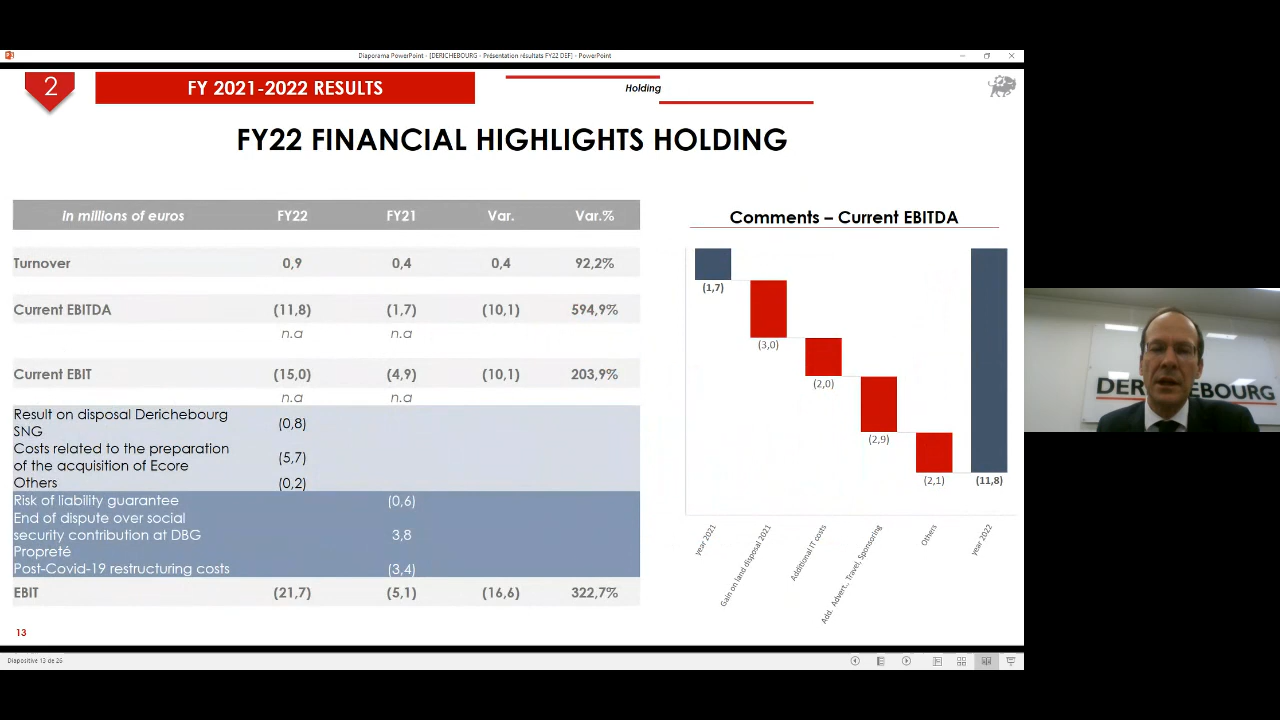 Diaporama PowerPoint - [DERICHEBOURG - Présentation résultats FY22 DEF] - PowerPoint
2
FY 2021-2022 RESULTS
Holding
FY22 FINANCIAL HIGHLIGHTS HOLDING
In millions of euros FY22 FY21 Var. Var.%
Turnover 0,9 0,4 0,4 92,2%
Current EBITDA (11,8) (1,7) (10,1) 594,9%
n.a n.a
Current EBIT (15,0) (4,9) (10,1) 203,9%
n.a n.a
Result on disposal Derichebourg
SNG (0,8)
Costs related to the preparation
of the acquisition of Ecore (5,7)
Others (0,2)
Risk of liability guarantee (0,6)
End of dispute over social
security contribution at DBG 3,8
Propreté
Post-Covid-19 restructuring costs (3,4)
EBIT (21,7) (5,1) (16,6) 322,7%
Comments – Current EBITDA
(1,7)
(3,0)
(2,0)
(2,9)
(2,1)
(11,8)
year 2021
Gain on land disposal 2021
Additional IT costs
Add. Advert., Travel, Sponsoring
Others
year 2022
13
Diapositive 13 de 26
DERICHEBOURG